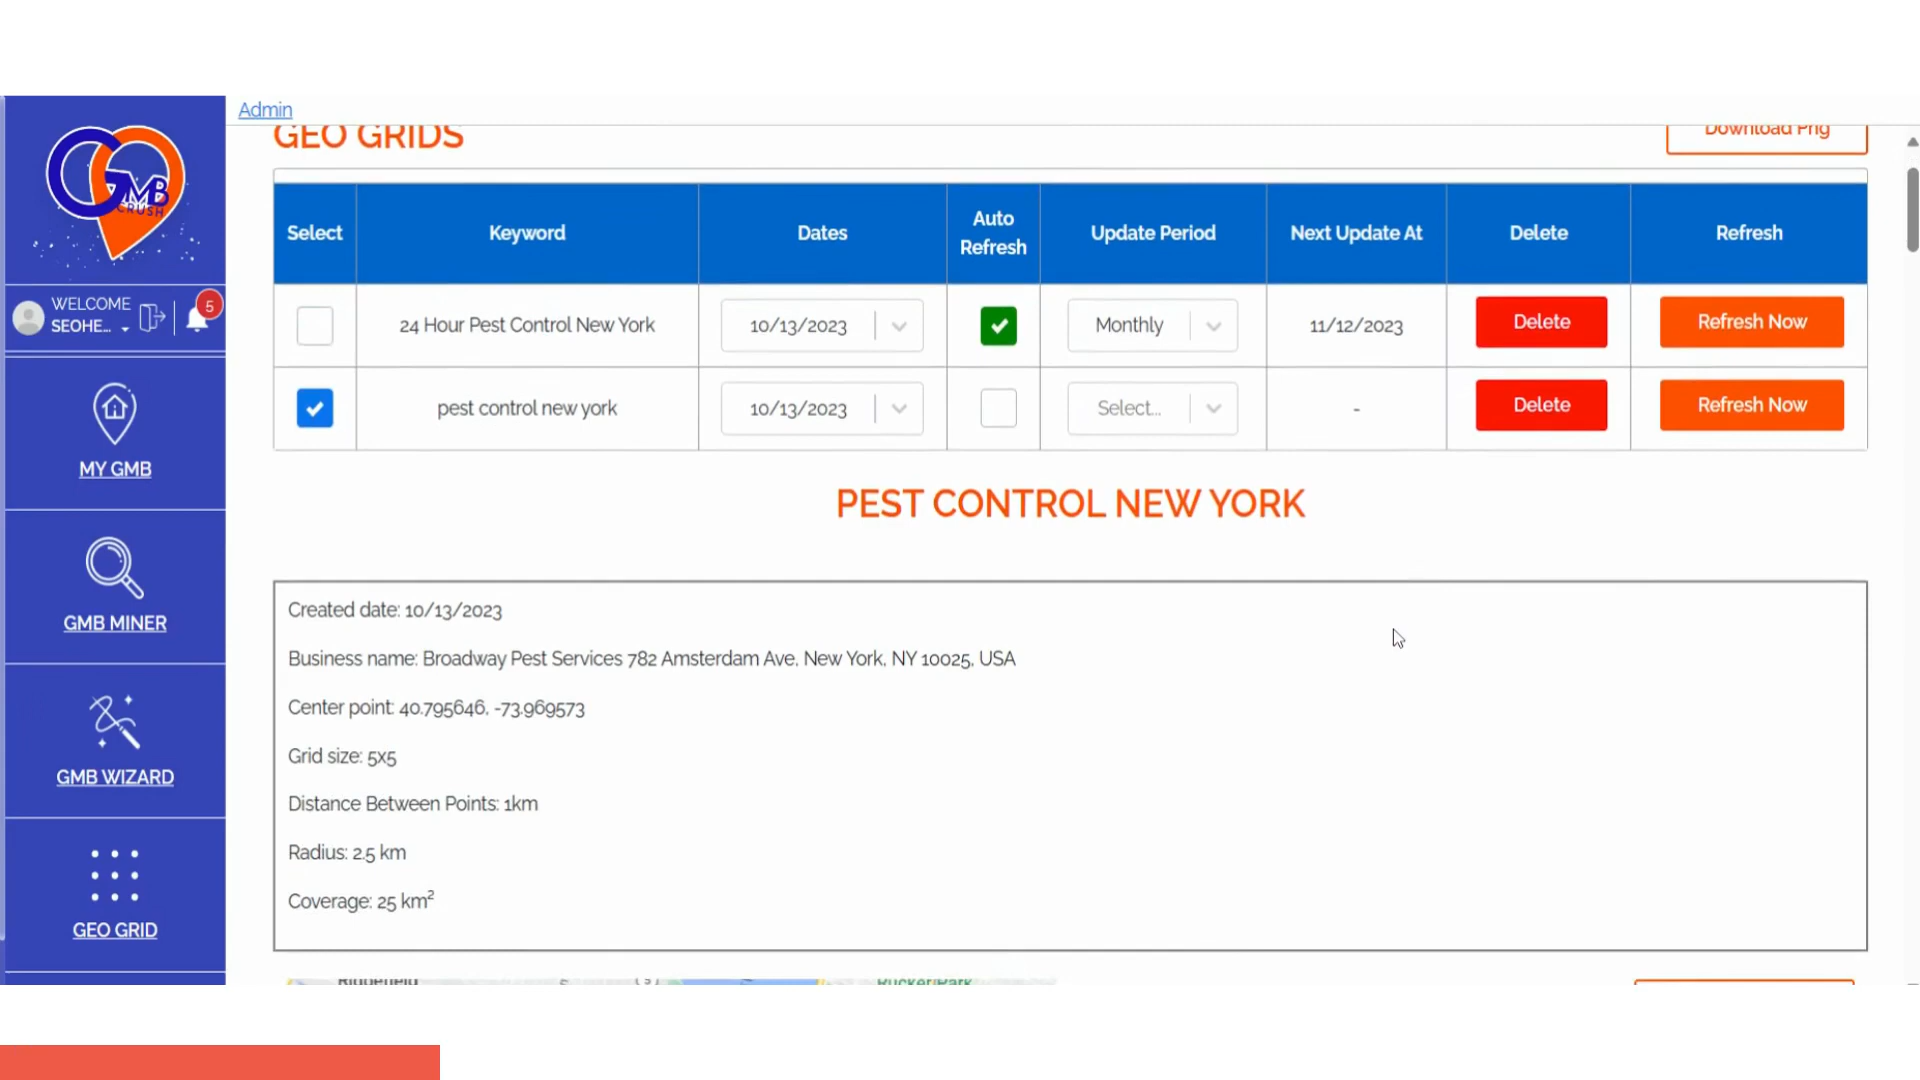 Admin
GEO GRIDS
Download Png
GMB
CRUSH
Select Keyword Dates Auto Refresh Update Period Next Update At Delete Refresh
24 Hour Pest Control New York 10/13/2023 Monthly 11/12/2023 Delete Refresh Now
pest control new york 10/13/2023 Select... - Delete Refresh Now
WELCOME
SEOHE...
5
MY GMB
GMB MINER
GMB WIZARD
GEO GRID
PEST CONTROL NEW YORK
Created date: 10/13/2023
Business name: Broadway Pest Services 782 Amsterdam Ave, New York, NY 10025, USA
Center point: 40.795646, -73.969573
Grid size: 5x5
Distance Between Points: 1km
Radius: 2.5 km
Coverage: 25 km²
Ridgefield
Rucker Park